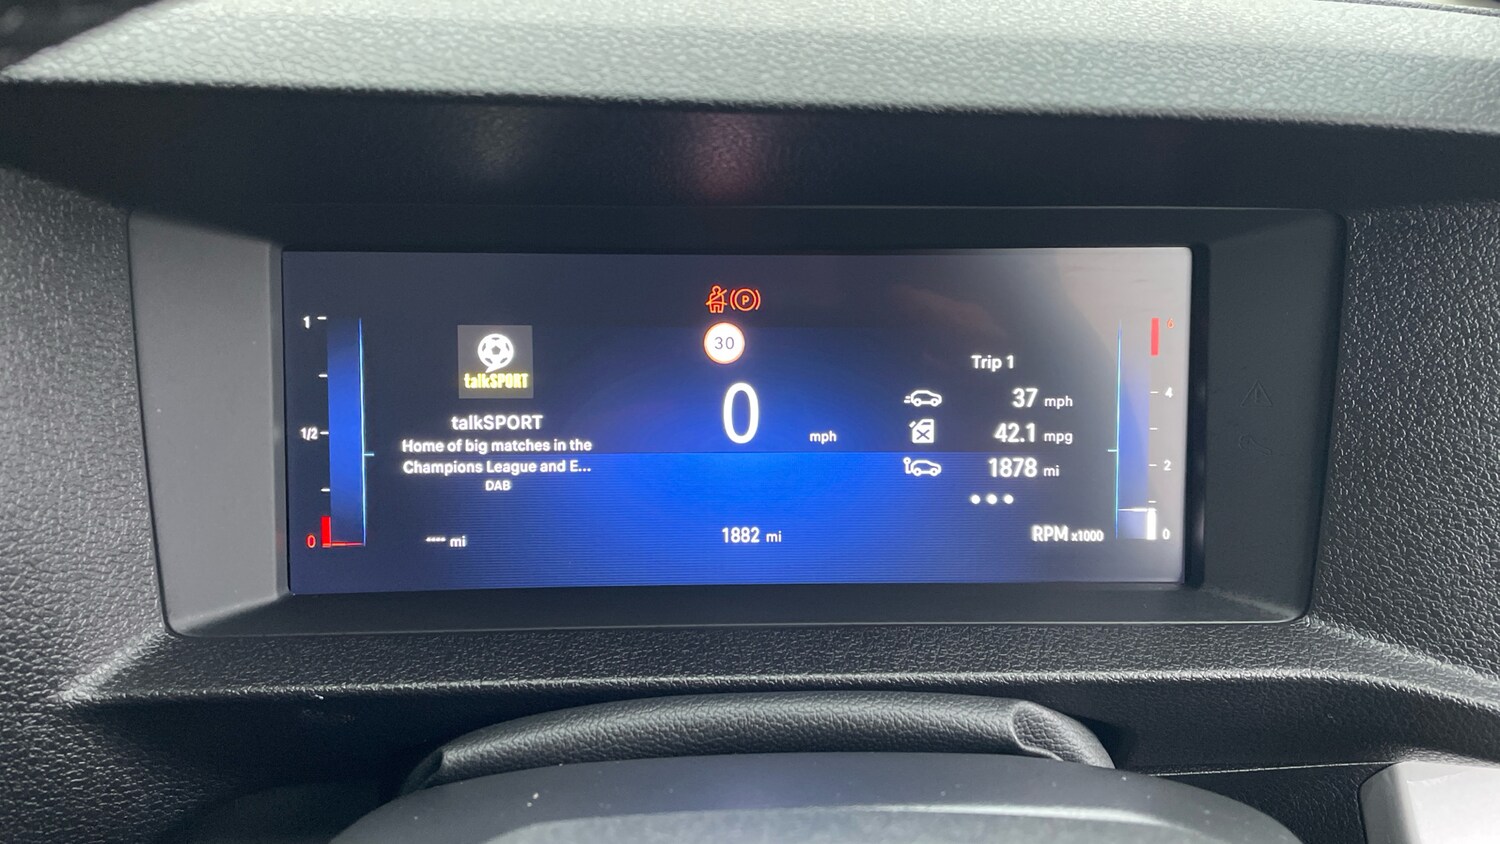 1
1/2
0
talkSPORT
talkSPORT
Home of big matches in the
Champions League and E...
DAB
---- mi
P
30
0 mph
1882 mi
Trip 1
37 mph
42.1 mpg
1878 mi
RPM x1000
6
4
2
0